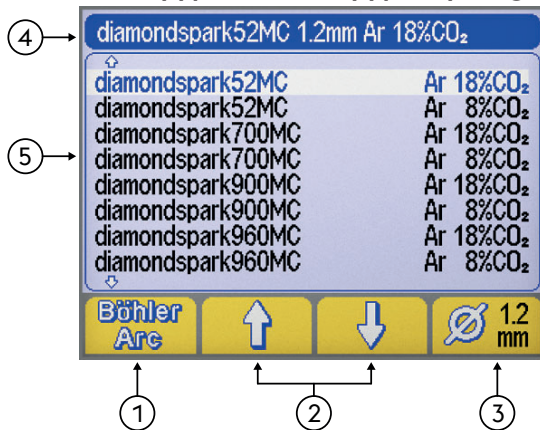 ④ diamondspark52MC 1.2mm Ar 18%CO₂
diamondspark52MC Ar 18%CO₂
diamondspark52MC Ar 8%CO₂
diamondspark700MC Ar 18%CO₂
⑤ diamondspark700MC Ar 8%CO₂
diamondspark900MC Ar 18%CO₂
diamondspark900MC Ar 8%CO₂
diamondspark960MC Ar 18%CO₂
diamondspark960MC Ar 8%CO₂
Böhler Arc
Ø 1.2 mm
① ② ③